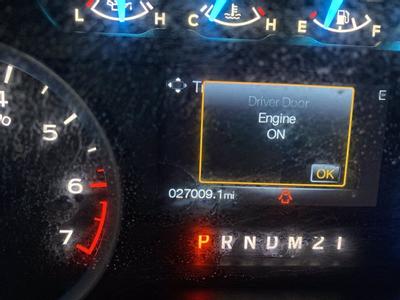 L H C H E F
T
Driver Door
E
Engine
4
ON
5
OK
6
027009.1mi
7
P R N D M 2 1